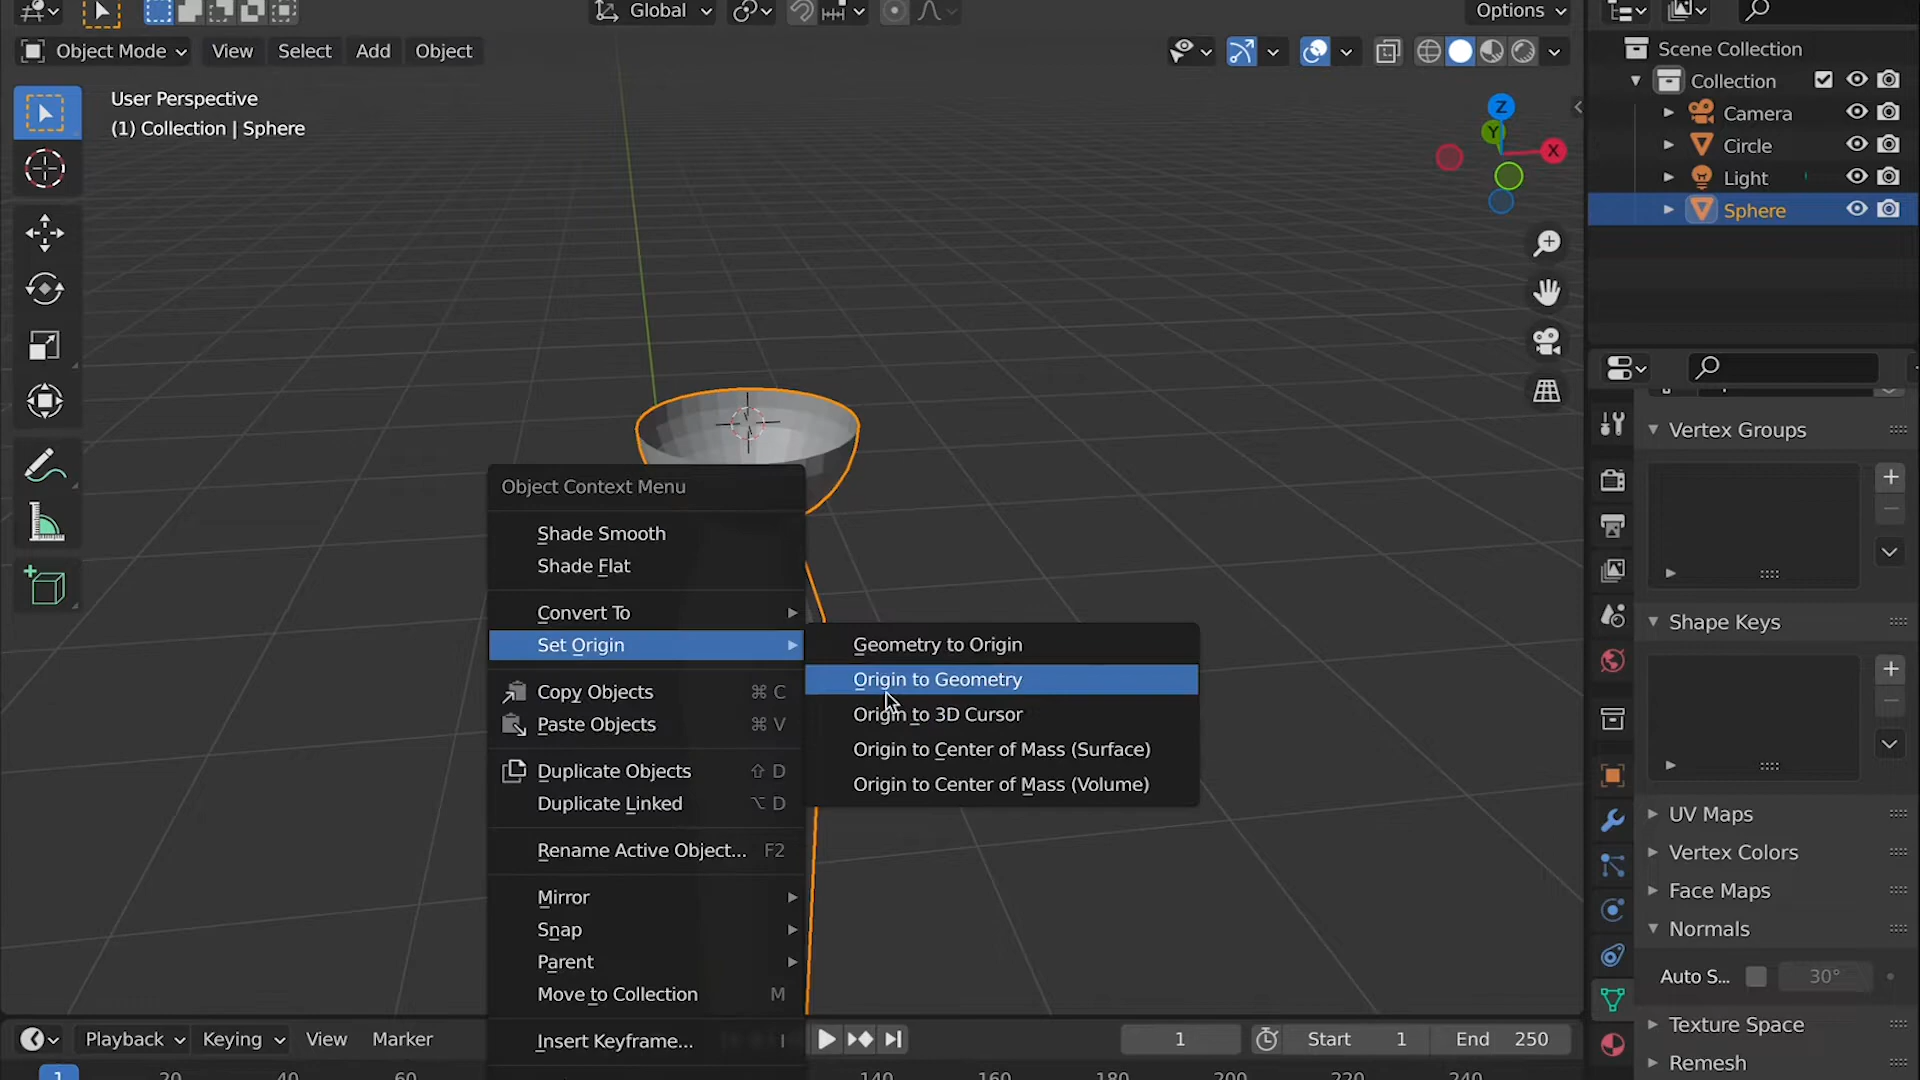 Global
Options
Object Mode
View
Select
Add
Object
User Perspective
(1) Collection | Sphere
Z
Y
X
Scene Collection
Collection
Camera
Circle
Light
Sphere
Object Context Menu
Shade Smooth
Shade Flat
Convert To
Set Origin
Copy Objects ⌘ C
Paste Objects ⌘ V
Duplicate Objects ⇧ D
Duplicate Linked ⌥ D
Rename Active Object... F2
Mirror
Snap
Parent
Move to Collection M
Insert Keyframe... I
Geometry to Origin
Origin to Geometry
Origin to 3D Cursor
Origin to Center of Mass (Surface)
Origin to Center of Mass (Volume)
Vertex Groups
Shape Keys
UV Maps
Vertex Colors
Face Maps
Normals
Auto S... 30°
Texture Space
Remesh
Playback
Keying
View
Marker
1
Start 1
End 250
1 20 40 60 140 160 180 200 220 240